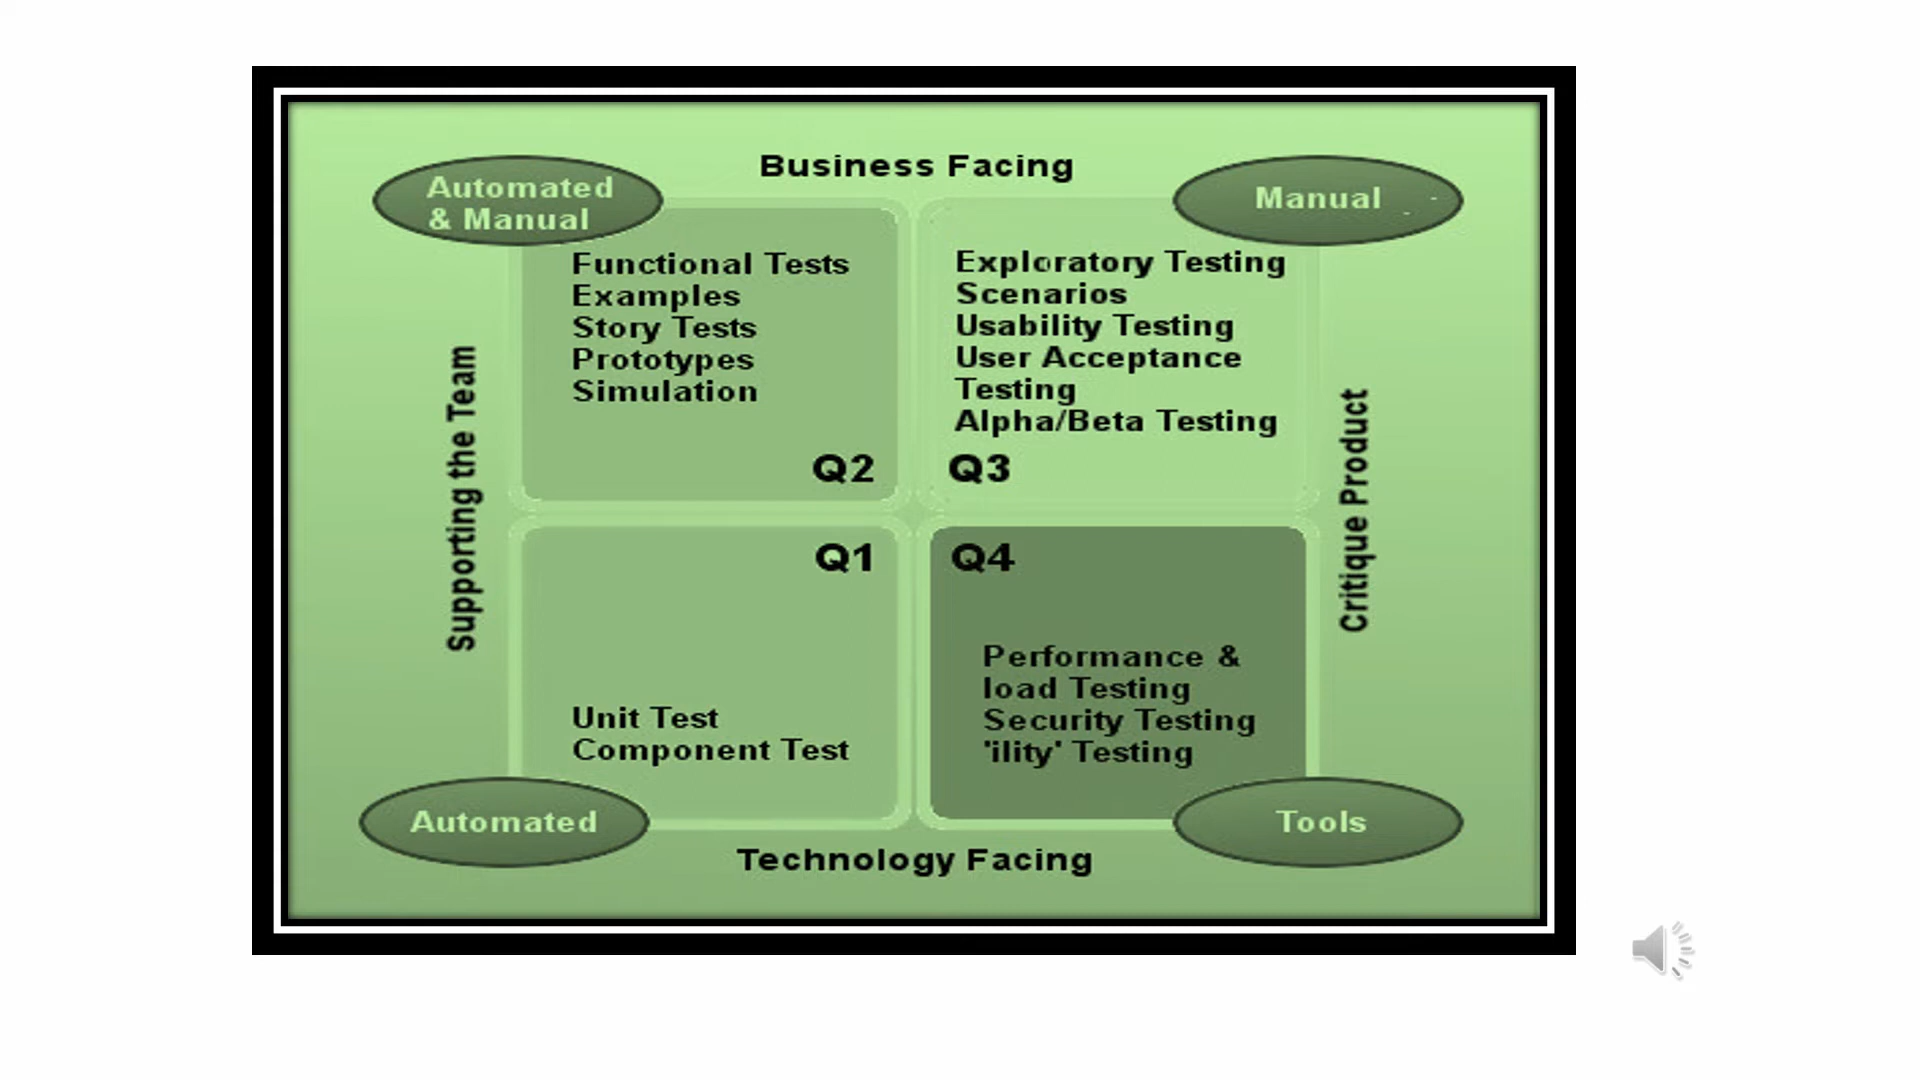 Business Facing
Automated
& Manual
Manual
Functional Tests
Examples
Story Tests
Prototypes
Simulation
Q2
Exploratory Testing
Scenarios
Usability Testing
User Acceptance
Testing
Alpha/Beta Testing
Q3
Supporting the Team
Critique Product
Q1
Unit Test
Component Test
Q4
Performance &
load Testing
Security Testing
'ility' Testing
Automated
Tools
Technology Facing